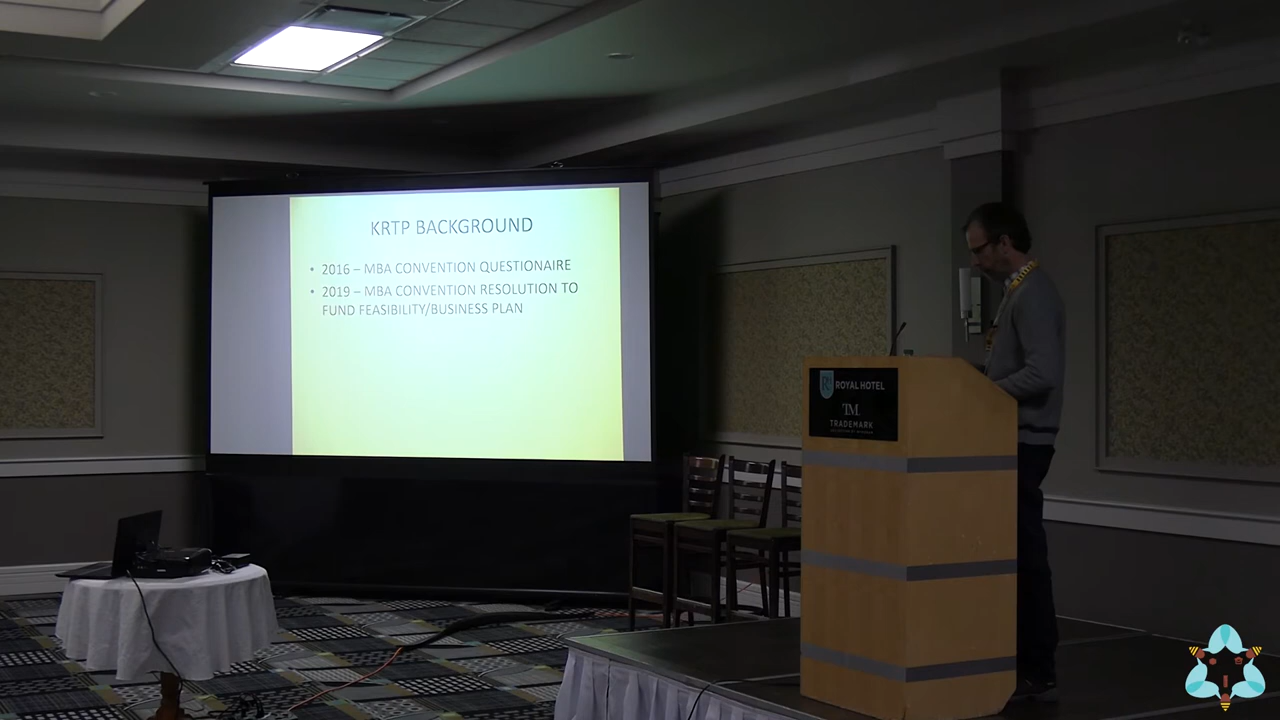 KRTP BACKGROUND
• 2016 – MBA CONVENTION QUESTIONAIRE
• 2019 – MBA CONVENTION RESOLUTION TO
FUND FEASIBILITY/BUSINESS PLAN
ROYAL HOTEL
TM
TRADEMARK